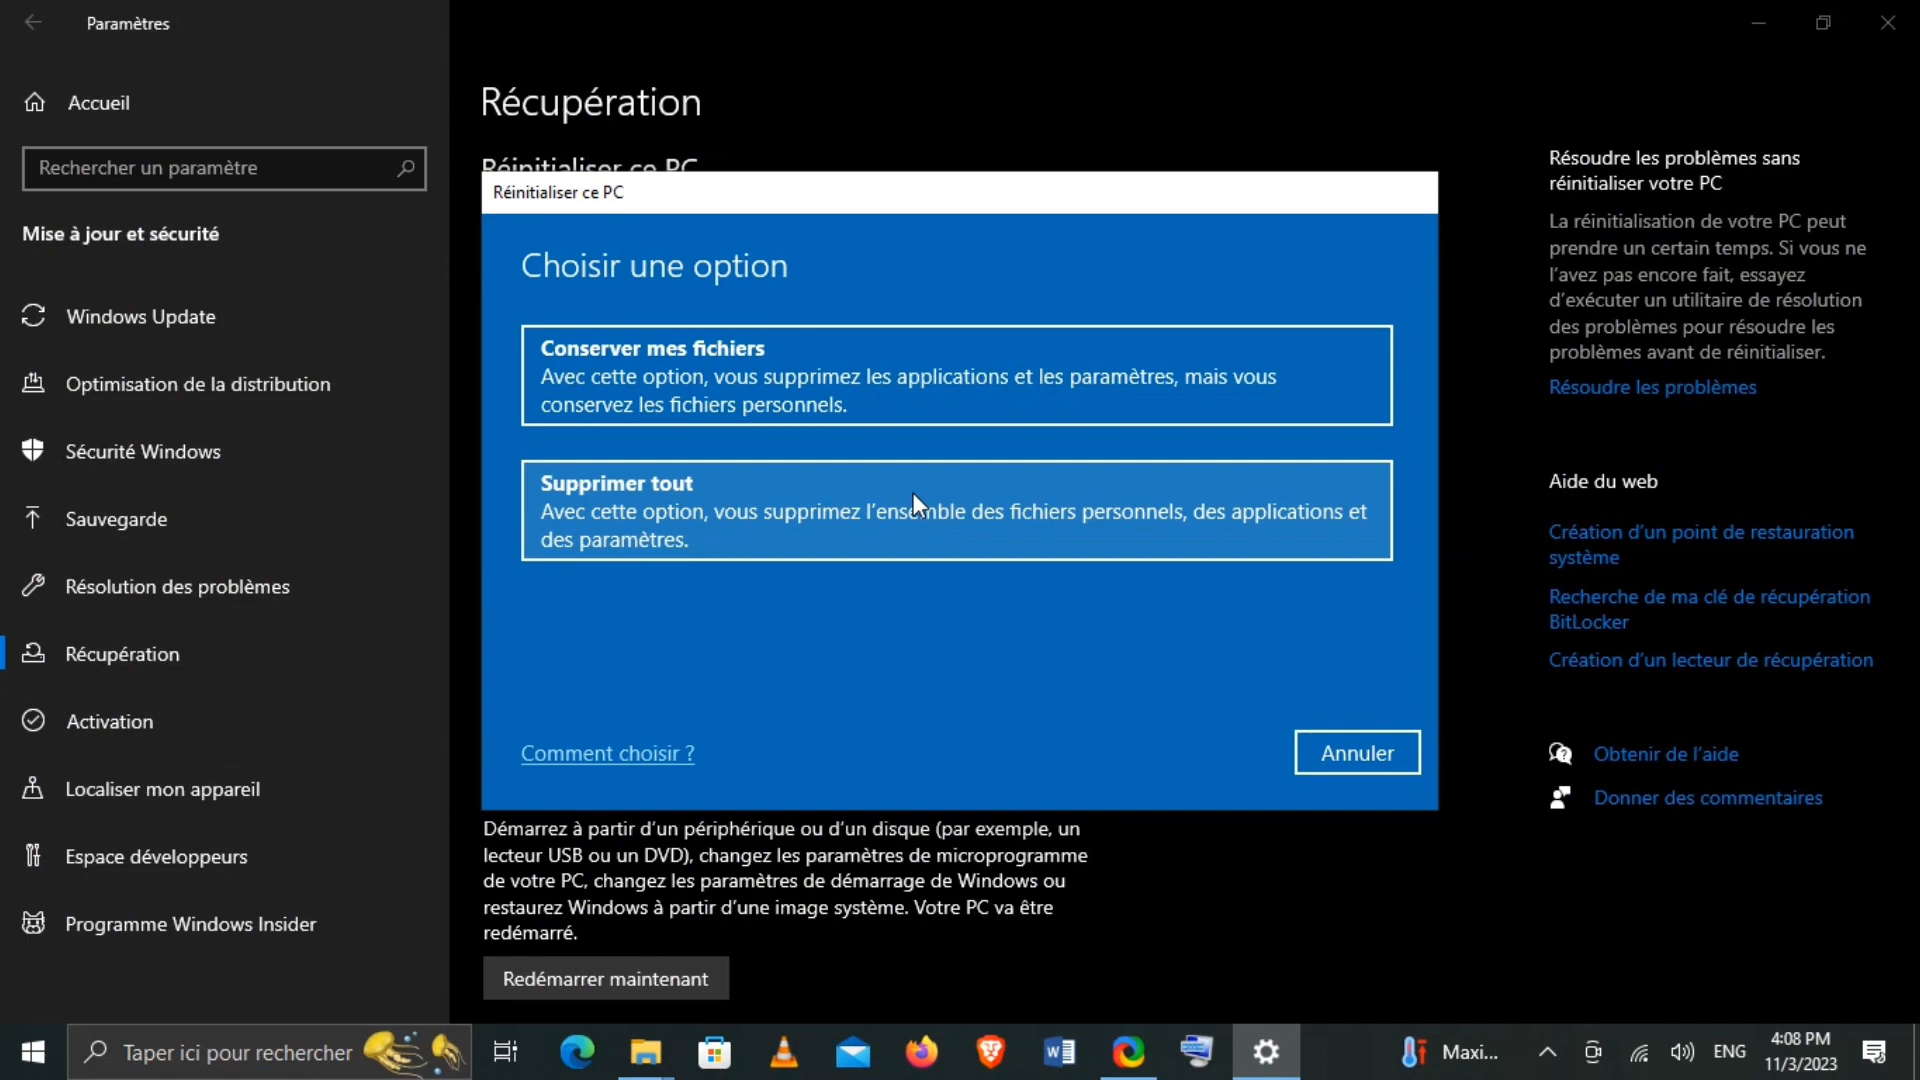 Paramètres
Accueil
Rechercher un paramètre
Mise à jour et sécurité
Windows Update
Optimisation de la distribution
Sécurité Windows
Sauvegarde
Résolution des problèmes
Récupération
Activation
Localiser mon appareil
Espace développeurs
Programme Windows Insider
Récupération
Réinitialiser ce PC
Réinitialiser ce PC
Choisir une option
Conserver mes fichiers
Avec cette option, vous supprimez les applications et les paramètres, mais vous
conservez les fichiers personnels.
Supprimer tout
Avec cette option, vous supprimez l'ensemble des fichiers personnels, des applications et
des paramètres.
Comment choisir ?
Annuler
Démarrez à partir d'un périphérique ou d'un disque (par exemple, un
lecteur USB ou un DVD), changez les paramètres de microprogramme
de votre PC, changez les paramètres de démarrage de Windows ou
restaurez Windows à partir d'une image système. Votre PC va être
redémarré.
Redémarrer maintenant
Résoudre les problèmes sans
réinitialiser votre PC
La réinitialisation de votre PC peut
prendre un certain temps. Si vous ne
l'avez pas encore fait, essayez
d'exécuter un utilitaire de résolution
des problèmes pour résoudre les
problèmes avant de réinitialiser.
Résoudre les problèmes
Aide du web
Création d'un point de restauration
système
Recherche de ma clé de récupération
BitLocker
Création d'un lecteur de récupération
Obtenir de l'aide
Donner des commentaires
Taper ici pour rechercher
Maxi...
ENG
4:08 PM
11/3/2023